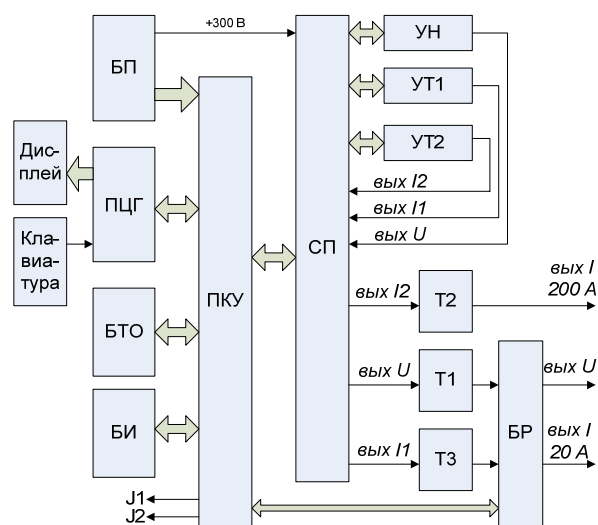 +300 В
УН
БП
УТ1
УТ2
Дис-
плей
ПЦГ
вых I2
вых I1
вых U
Кла-
виа-
тура
СП
ПКУ
вых I
200 А
вых I2
Т2
БТО
вых U
Т1
вых U
БР
БИ
вых I1
Т3
вых I
20 А
J1
J2